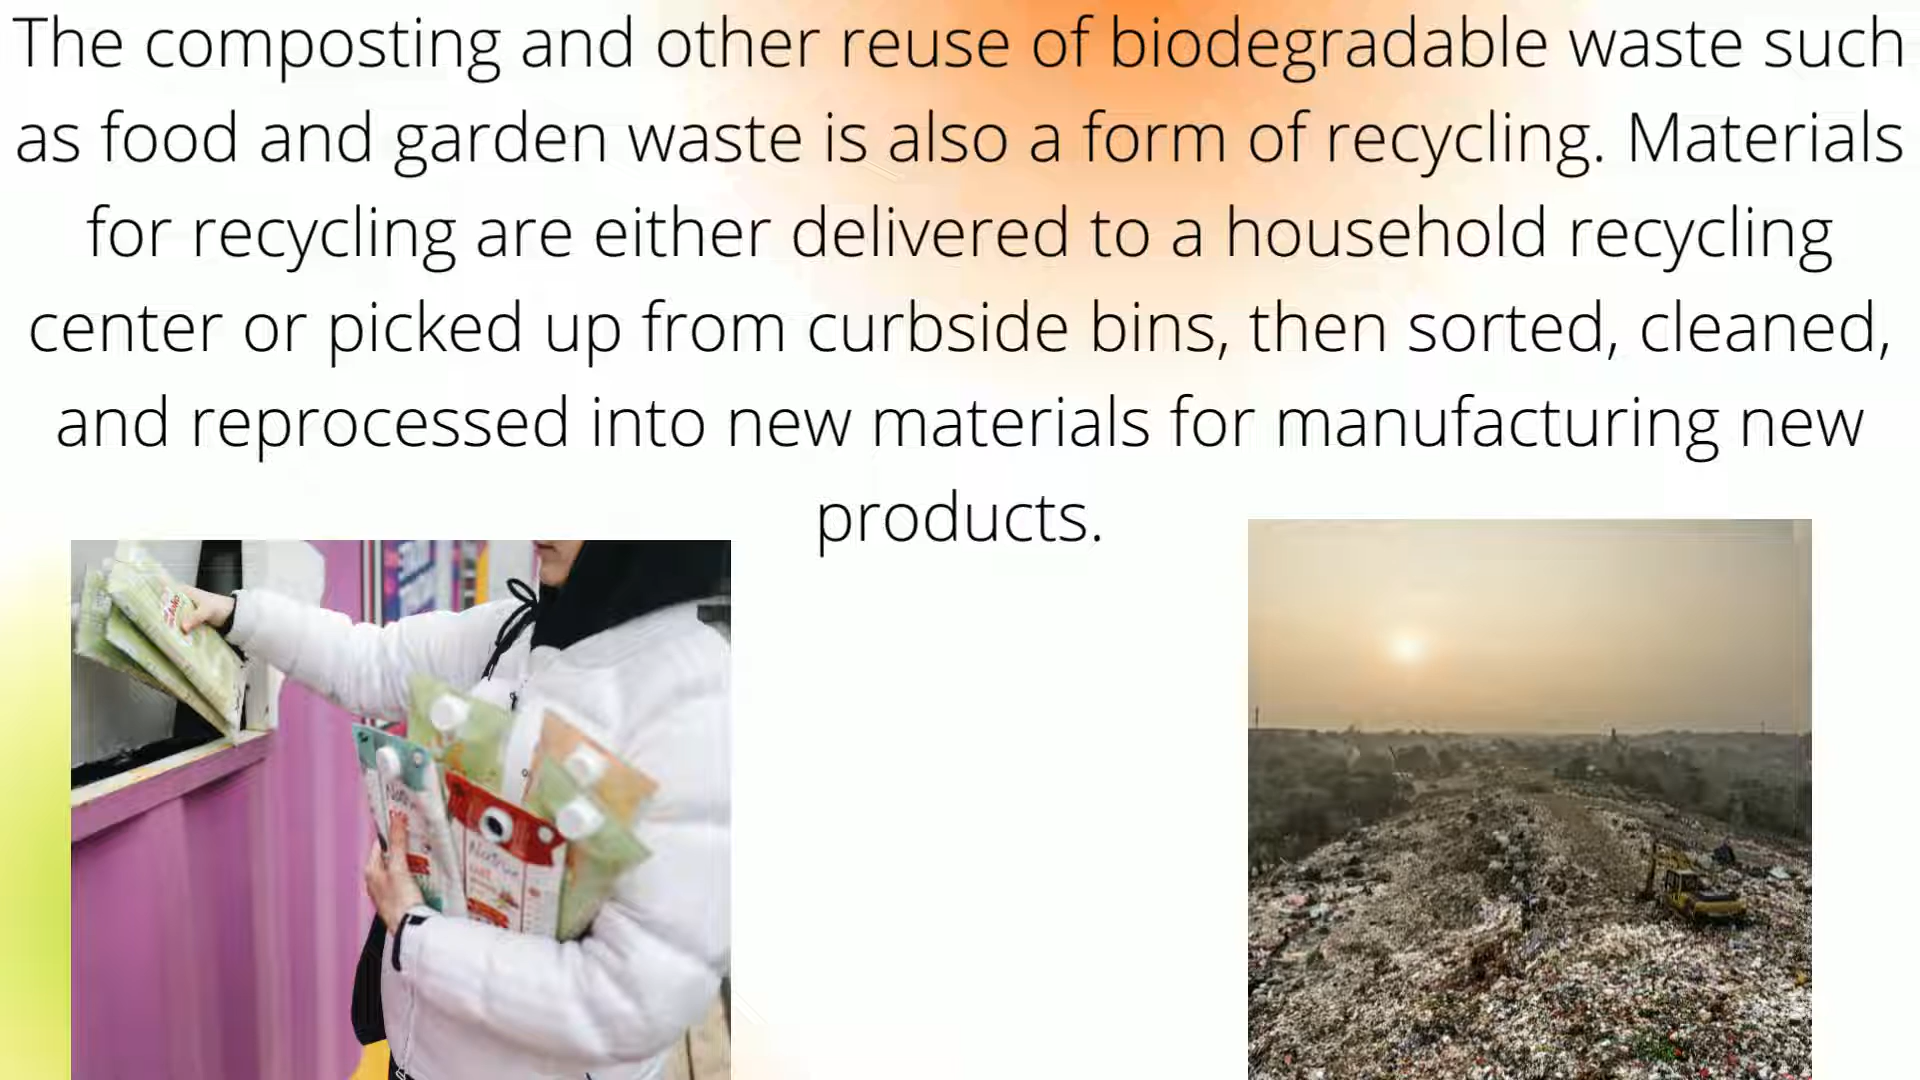 The composting and other reuse of biodegradable waste such
as food and garden waste is also a form of recycling. Materials
for recycling are either delivered to a household recycling
center or picked up from curbside bins, then sorted, cleaned,
and reprocessed into new materials for manufacturing new
products.